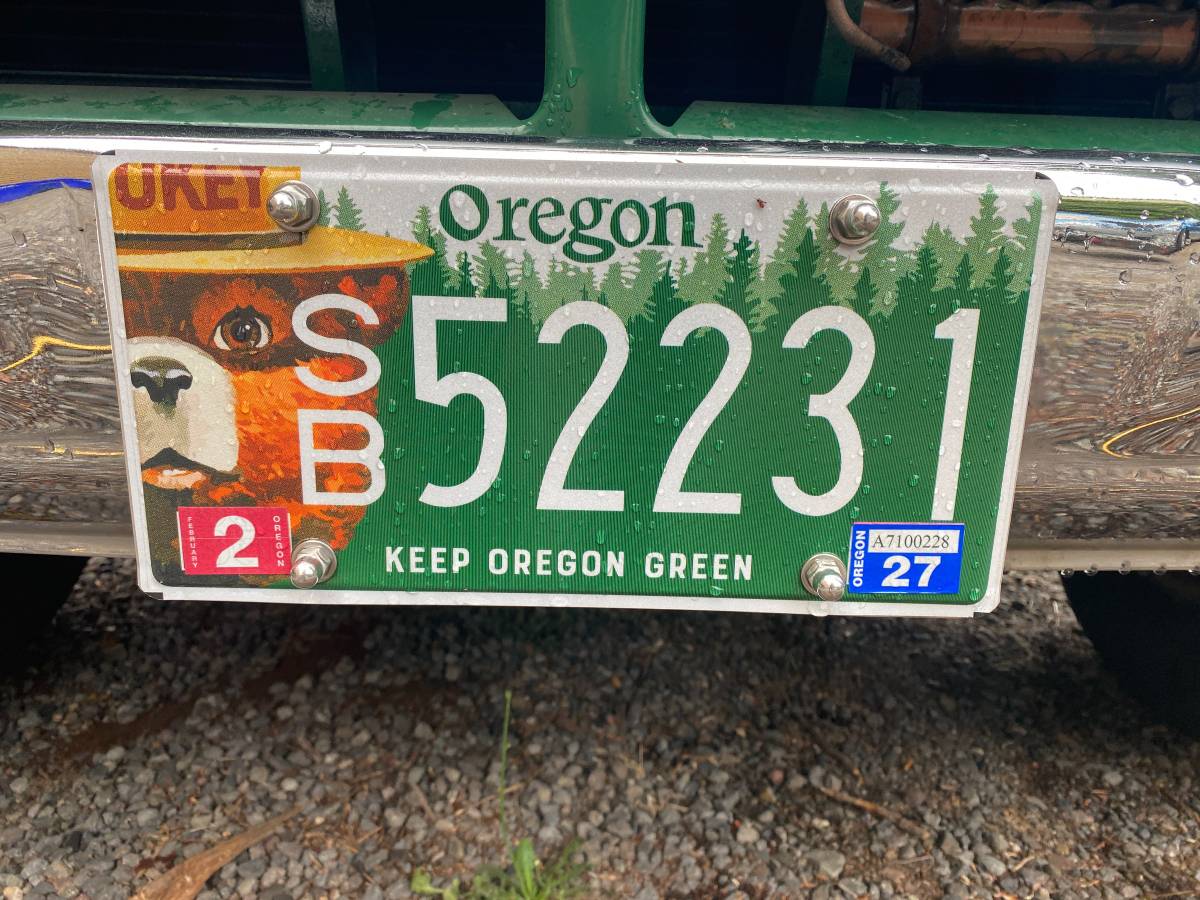 OKEY
Oregon
SB 52231
KEEP OREGON GREEN
FEBRUARY 2 OREGON
OREGON A7100228 27